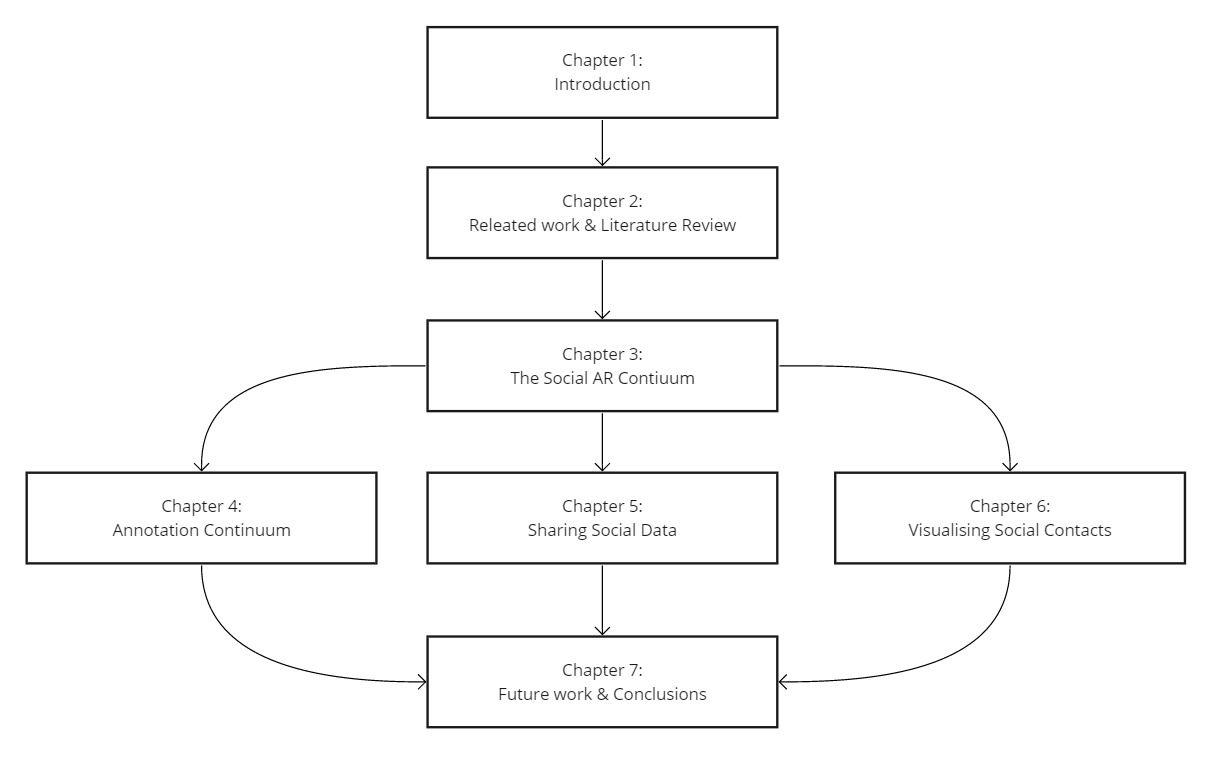 Chapter 1:
Introduction
Chapter 2:
Releated work & Literature Review
Chapter 3:
The Social AR Contiuum
Chapter 4:
Annotation Continuum
Chapter 5:
Sharing Social Data
Chapter 6:
Visualising Social Contacts
Chapter 7:
Future work & Conclusions